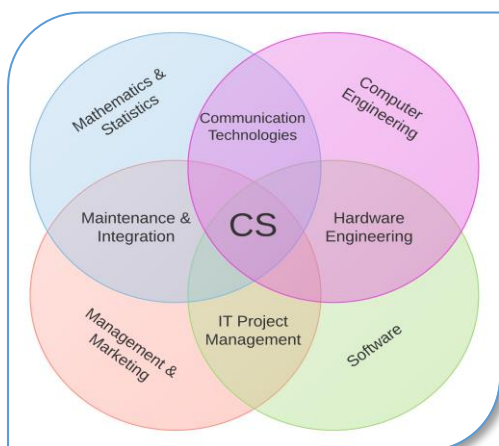 Mathematics &
Statistics
Communication
Technologies
Computer
Engineering
Maintenance &
Integration
CS
Hardware
Engineering
Management &
Marketing
IT Project
Management
Software